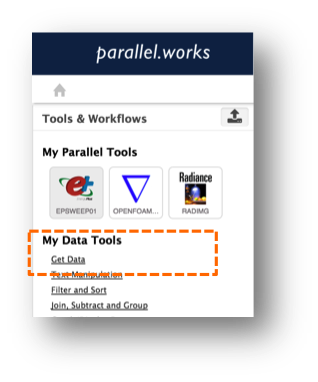 parallel.works
Tools & Workflows
My Parallel Tools
et
Radiance
EPSWEEP01
OPENFOAM...
RADIMG
My Data Tools
Get Data
Text Manipulation
Filter and Sort
Join, Subtract and Group